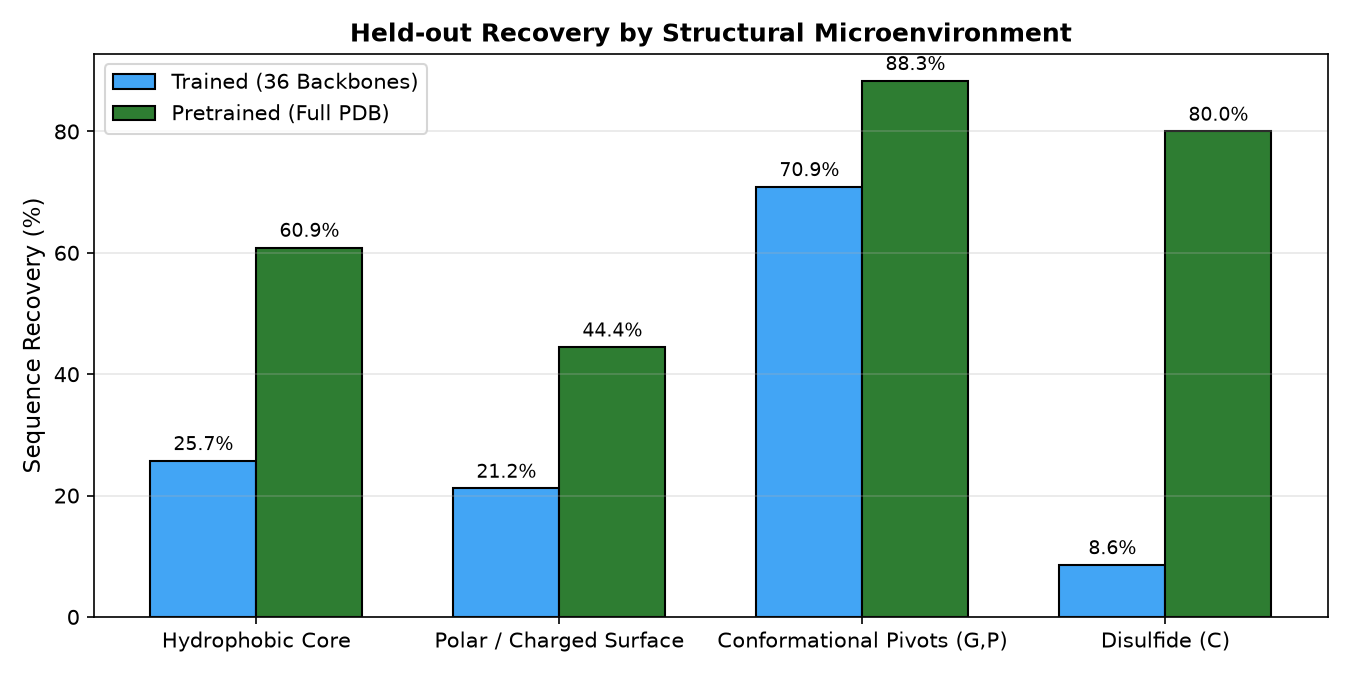 Held-out Recovery by Structural Microenvironment
Trained (36 Backbones)
Pretrained (Full PDB)
Sequence Recovery (%)
80
60
40
20
0
25.7%
60.9%
21.2%
44.4%
70.9%
88.3%
8.6%
80.0%
Hydrophobic Core
Polar / Charged Surface
Conformational Pivots (G,P)
Disulfide (C)